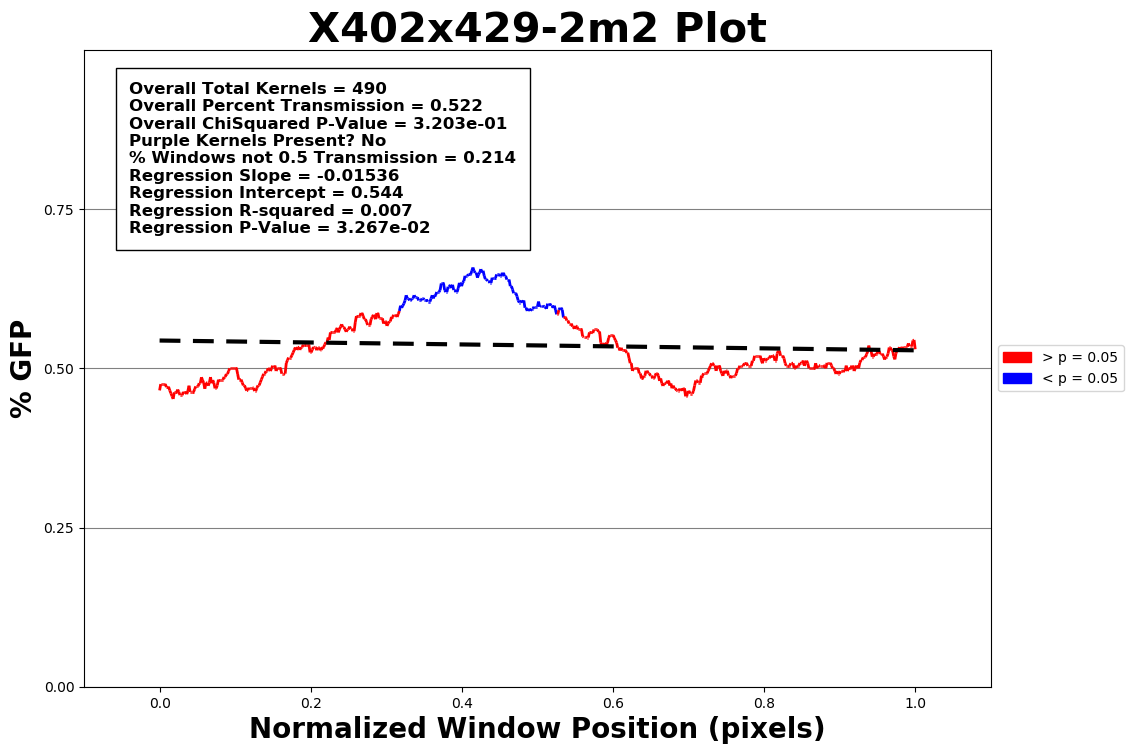 X402x429-2m2 Plot
Overall Total Kernels = 490
Overall Percent Transmission = 0.522
Overall ChiSquared P-Value = 3.203e-01
Purple Kernels Present? No
% Windows not 0.5 Transmission = 0.214
Regression Slope = -0.01536
Regression Intercept = 0.544
Regression R-squared = 0.007
Regression P-Value = 3.267e-02
% GFP
0.75
0.50
0.25
0.00
> p = 0.05
< p = 0.05
0.0 0.2 0.4 0.6 0.8 1.0
Normalized Window Position (pixels)